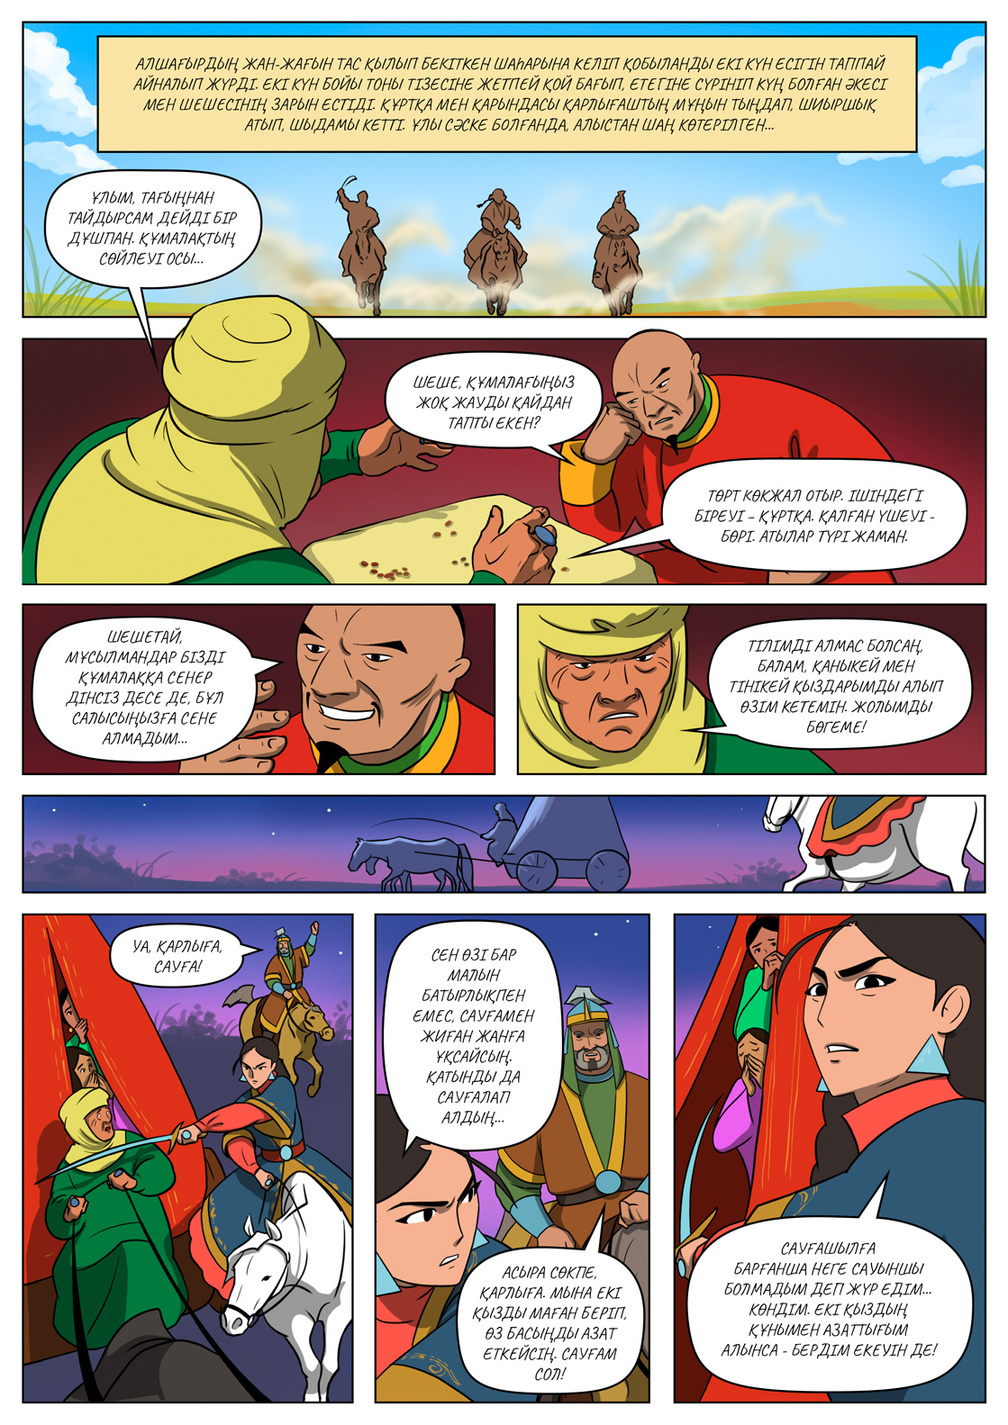 АЛШАҒЫРДЫҢ ЖАН-ЖАҒЫН ТАС ҚЫЛЫП БЕКІТКЕН ШАҺАРЫНА КЕЛІП ҚОБЫЛАНДЫ ЕКІ КҮН ЕСІГІН ТАППАЙ
АЙНАЛЫП ЖҮРДІ. ЕКІ КҮН БОЙЫ ТОНЫ ТІЗЕСІНЕ ЖЕТПЕЙ ҚОЙ БАҒЫП, ЕТЕГІНЕ СҮРІНІП КҮҢ БОЛҒАН ӘКЕСІ
МЕН ШЕШЕСІНІҢ ЗАРЫН ЕСТІДІ. ҚҰРТҚА МЕН ҚАРЫНДАСЫ ҚАРЛЫҒАШТЫҢ МҰҢЫН ТЫҢДАП, ШИЫРШЫҚ
АТЫП, ШЫДАМЫ КЕТТІ. ҰЛЫ СӘСКЕ БОЛҒАНДА, АЛЫСТАН ШАҢ КӨТЕРІЛГЕН...
ҰЛЫМ, ТАҒЫҢНАН
ТАЙДЫРСАМ ДЕЙДІ БІР
ДҰШПАН. ҚҰМАЛАҚТЫҢ
СӨЙЛЕУІ ОСЫ...
ШЕШЕ, ҚҰМАЛАҒЫҢЫЗ
ЖОҚ ЖАУДЫ ҚАЙДАН
ТАПТЫ ЕКЕН?
ТӨРТ КӨКЖАЛ ОТЫР. ІШІНДЕГІ
БІРЕУІ – ҚҰРТҚА. ҚАЛҒАН ҮШЕУІ -
БӨРІ. АТЫЛАР ТҮРІ ЖАМАН.
ШЕШЕТАЙ,
МҰСЫЛМАНДАР БІЗДІ
ҚҰМАЛАҚҚА СЕНЕР
ДІНСІЗ ДЕСЕ ДЕ, БҰЛ
САЛЫСЫҢЫЗҒА СЕНЕ
АЛМАДЫМ...
ТІЛІМДІ АЛМАС БОЛСАҢ,
БАЛАМ, ҚАНЫКЕЙ МЕН
ТІНІКЕЙ ҚЫЗДАРЫМДЫ АЛЫП
ӨЗІМ КЕТЕМІН. ЖОЛЫМДЫ
БӨГЕМЕ!
УА, ҚАРЛЫҒА,
САУҒА!
СЕН ӨЗІ БАР
МАЛЫН
БАТЫРЛЫҚПЕН
ЕМЕС, САУҒАМЕН
ЖИҒАН ЖАНҒА
ҰҚСАЙСЫҢ.
ҚАТЫНДЫ ДА
САУҒАЛАП
АЛДЫҢ...
АСЫРА СӨКПЕ,
ҚАРЛЫҒА. МЫНА ЕКІ
ҚЫЗДЫ МАҒАН БЕРІП,
ӨЗ БАСЫҢДЫ АЗАТ
ЕТКЕЙСІҢ. САУҒАМ
СОЛ!
САУҒАШЫЛҒА
БАРҒАНША НЕГЕ САУЫНШЫ
БОЛМАДЫМ ДЕП ЖҮР ЕДІМ...
КӨНДІМ. ЕКІ ҚЫЗДЫҢ
ҚҰНЫМЕН АЗАТТЫҒЫМ
АЛЫНСА - БЕРДІМ ЕКЕУІН ДЕ!